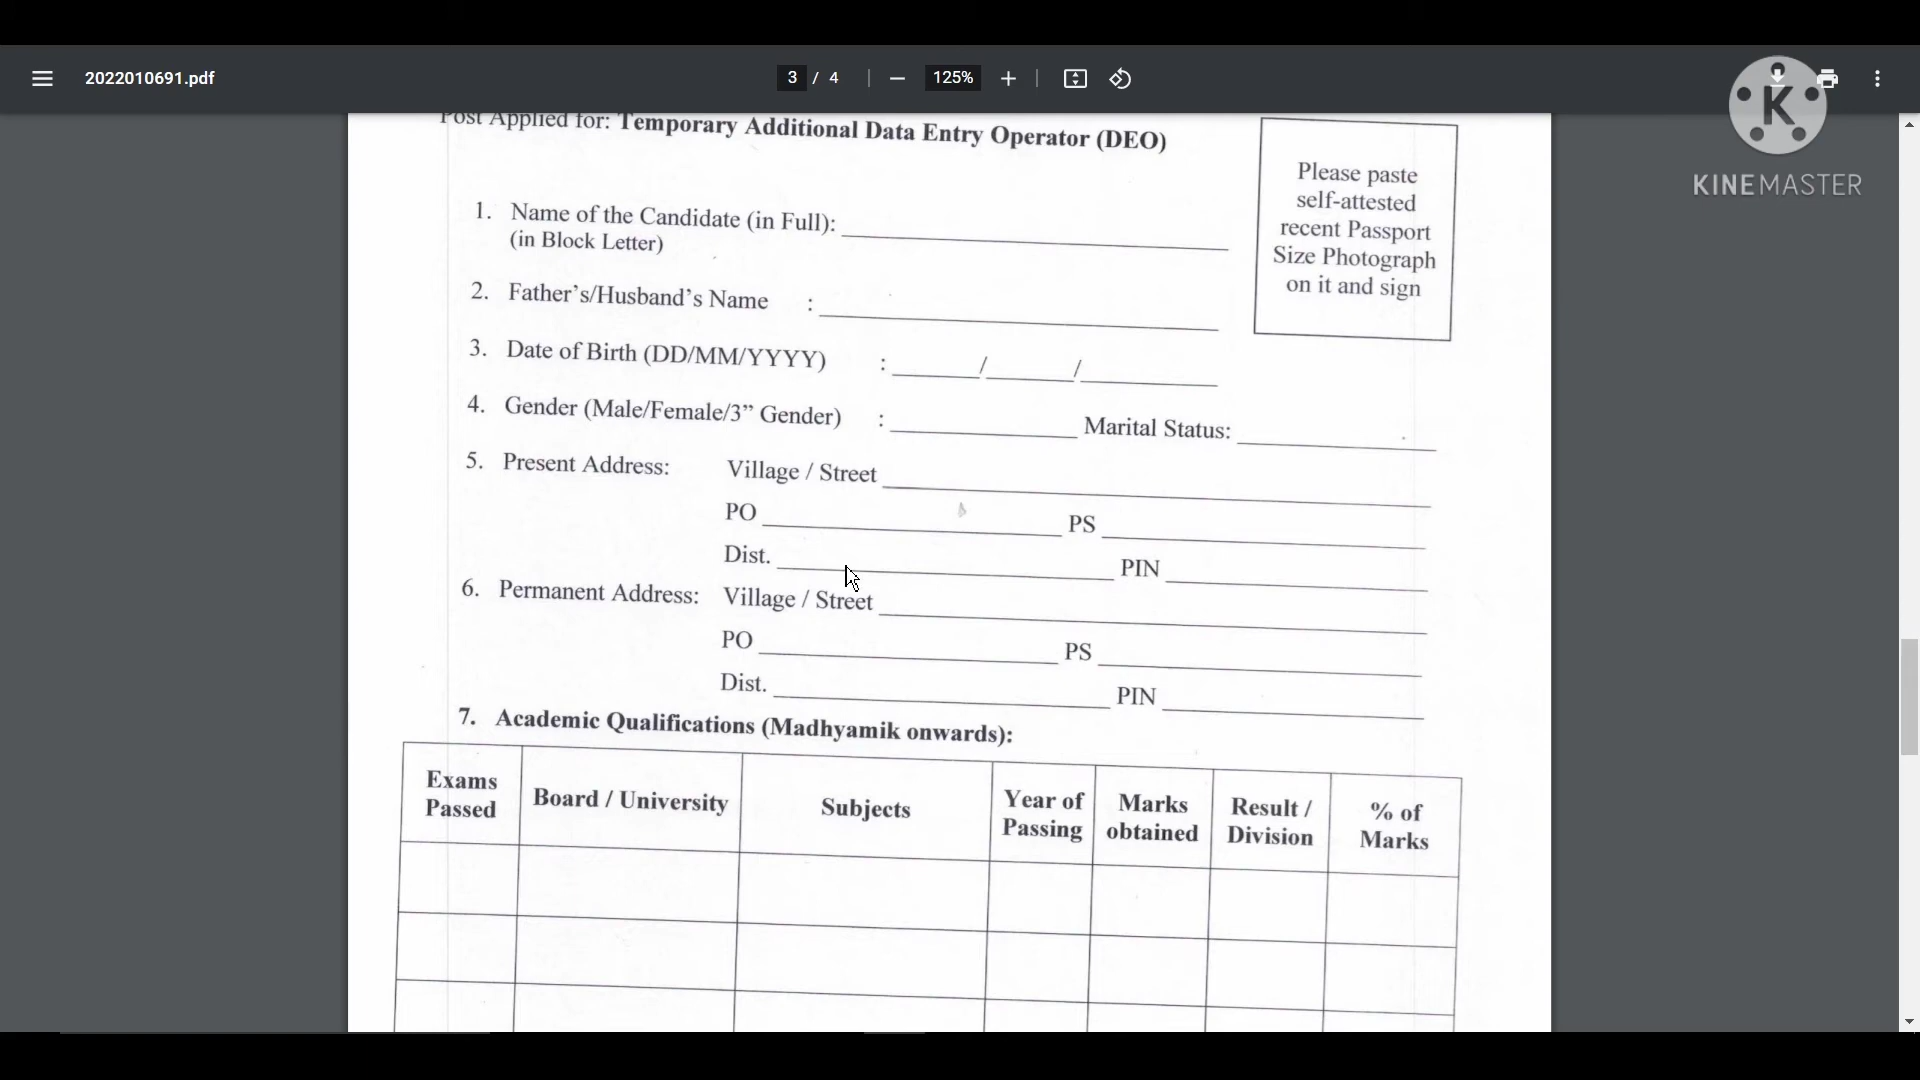 2022010691.pdf
3 / 4
125%
KINEMASTER
Post Applied for: Temporary Additional Data Entry Operator (DEO)
Please paste
self-attested
recent Passport
Size Photograph
on it and sign
1. Name of the Candidate (in Full):
(in Block Letter)
2. Father's/Husband's Name :
3. Date of Birth (DD/MM/YYYY) : / /
4. Gender (Male/Female/3” Gender) : Marital Status:
5. Present Address: Village / Street
PO PS
Dist. PIN
6. Permanent Address: Village / Street
PO PS
Dist. PIN
7. Academic Qualifications (Madhyamik onwards):
Exams Passed
Board / University
Subjects
Year of Passing
Marks obtained
Result / Division
% of Marks